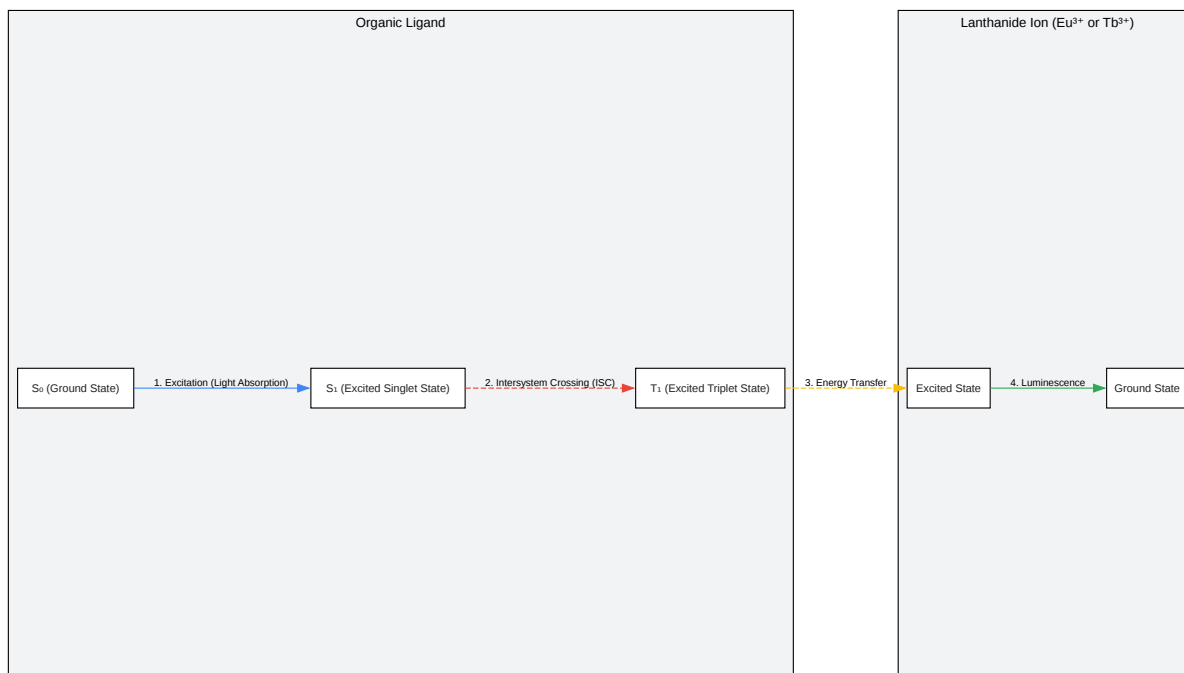 Organic Ligand
Lanthanide Ion (Eu³⁺ or Tb³⁺)
S₀ (Ground State)
1. Excitation (Light Absorption)
S₁ (Excited Singlet State)
2. Intersystem Crossing (ISC)
T₁ (Excited Triplet State)
3. Energy Transfer
Excited State
4. Luminescence
Ground State